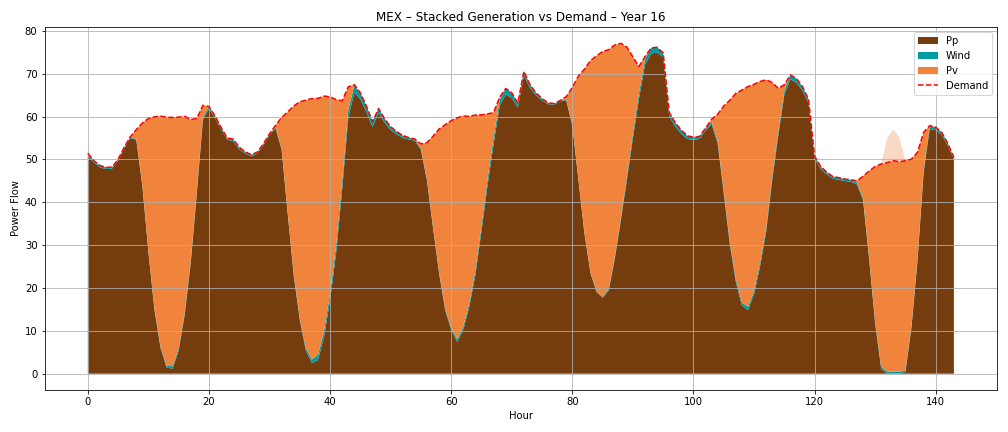 MEX – Stacked Generation vs Demand – Year 16
80
70
60
50
40
30
20
10
0
Power Flow
Pp
Wind
Pv
Demand
0 20 40 60 80 100 120 140
Hour